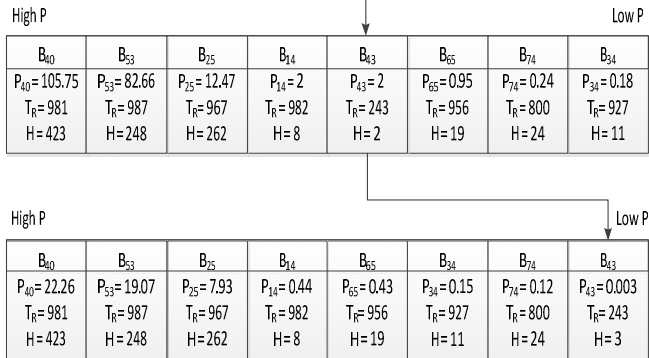 High P Low P
B40 B53 B25 B14 B43 B65 B74 B34
P40= 105.75 P53= 82.66 P25= 12.47 P14= 2 P43= 2 P65= 0.95 P74= 0.24 P34= 0.18
TR= 981 TR= 987 TR= 967 TR= 982 TR= 243 TR= 956 TR= 800 TR= 927
H= 423 H= 248 H= 262 H= 8 H= 2 H= 19 H= 24 H= 11
High P Low P
B40 B53 B25 B14 B65 B34 B74 B43
P40= 22.26 P53= 19.07 P25= 7.93 P14= 0.44 P65= 0.43 P34= 0.15 P74= 0.12 P43= 0.003
TR= 981 TR= 987 TR= 967 TR= 982 TR= 956 TR= 927 TR= 800 TR= 243
H= 423 H= 248 H= 262 H= 8 H= 19 H= 11 H= 24 H= 3